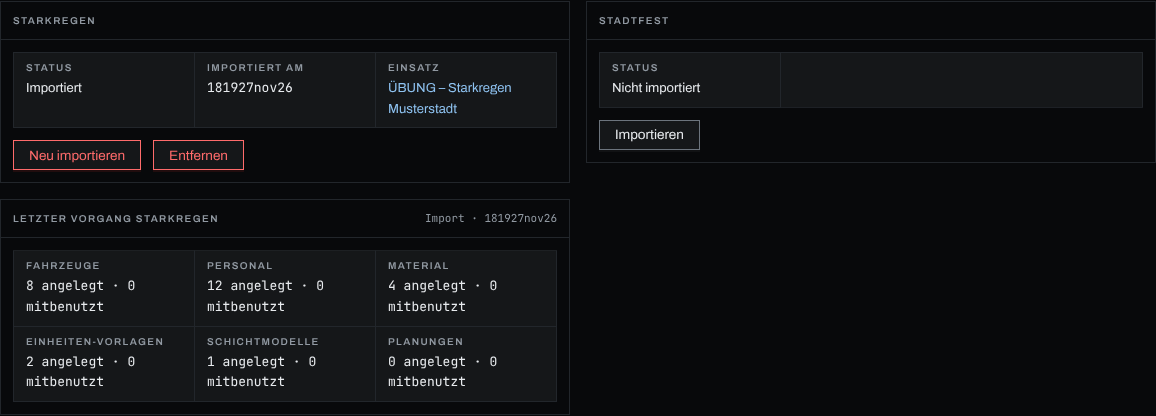 STARKREGEN
STATUS
Importiert
IMPORTIERT AM
181927nov26
EINSATZ
ÜBUNG – Starkregen
Musterstadt
Neu importieren
Entfernen
LETZTER VORGANG STARKREGEN
Import · 181927nov26
FAHRZEUGE
8 angelegt · 0
mitbenutzt
PERSONAL
12 angelegt · 0
mitbenutzt
MATERIAL
4 angelegt · 0
mitbenutzt
EINHEITEN-VORLAGEN
2 angelegt · 0
mitbenutzt
SCHICHTMODELLE
1 angelegt · 0
mitbenutzt
PLANUNGEN
0 angelegt · 0
mitbenutzt
STADTFEST
STATUS
Nicht importiert
Importieren